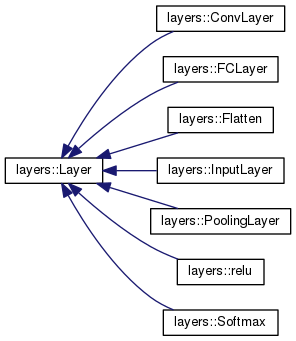 layers::ConvLayer
layers::FCLayer
layers::Flatten
layers::Layer
layers::InputLayer
layers::PoolingLayer
layers::relu
layers::Softmax